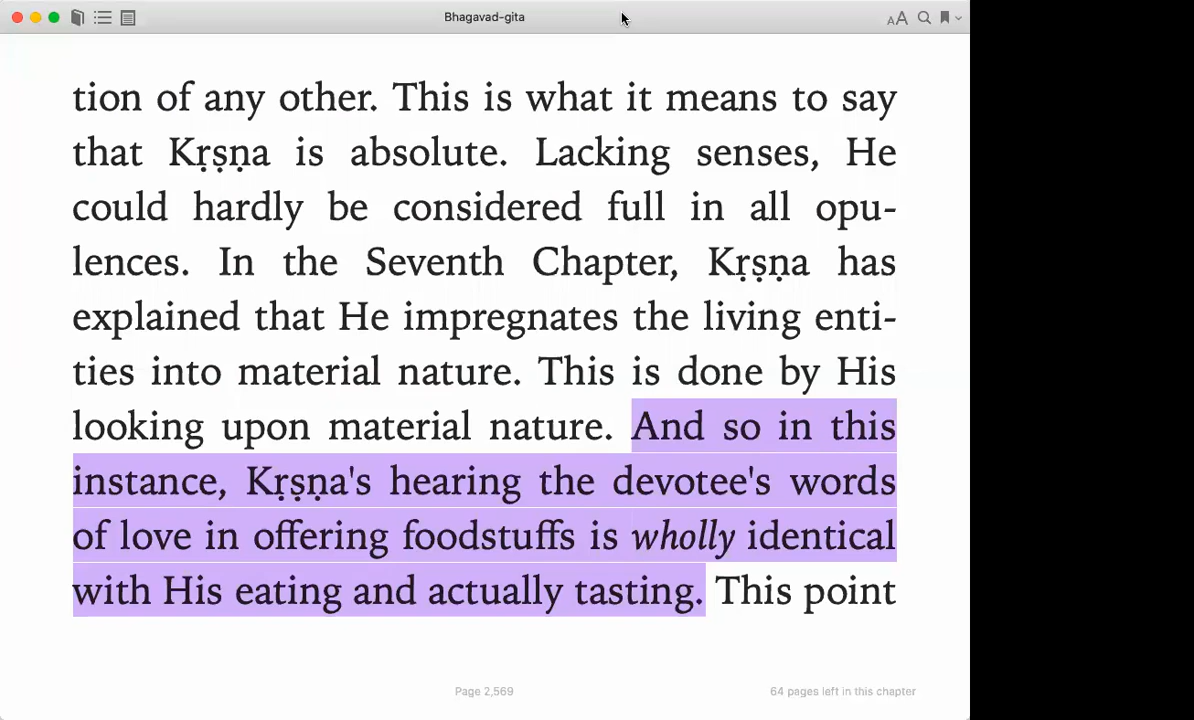 Bhagavad-gita
AA
tion of any other. This is what it means to say
that Kṛṣṇa is absolute. Lacking senses, He
could hardly be considered full in all opu-
lences. In the Seventh Chapter, Kṛṣṇa has
explained that He impregnates the living enti-
ties into material nature. This is done by His
looking upon material nature. And so in this
instance, Kṛṣṇa's hearing the devotee's words
of love in offering foodstuffs is wholly identical
with His eating and actually tasting. This point
Page 2,569
64 pages left in this chapter